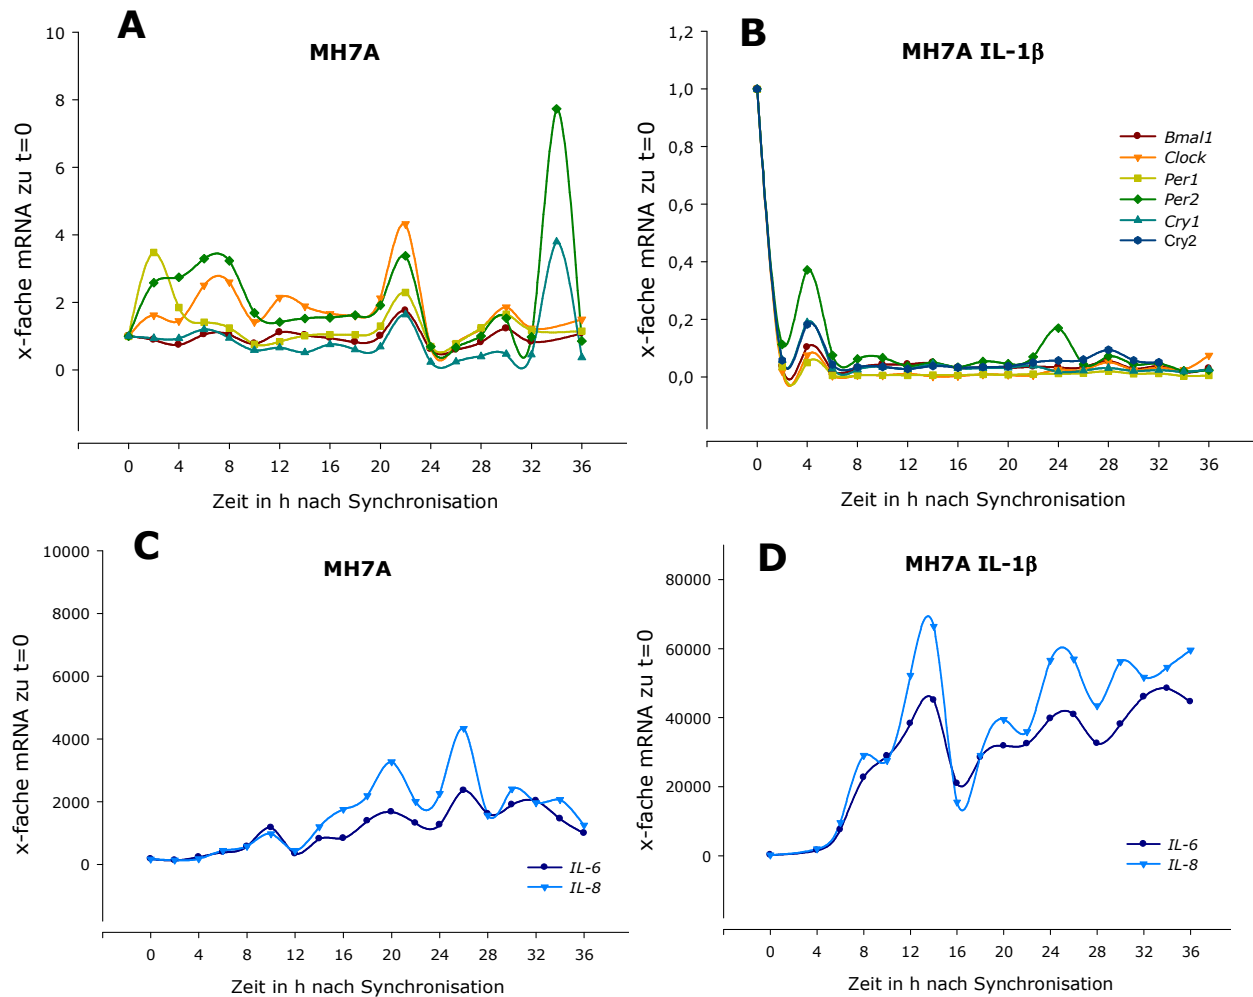 A
MH7A
x-fache mRNA zu t=0
10
8
6
4
2
0
0 4 8 12 16 20 24 28 32 36
Zeit in h nach Synchronisation
B
MH7A IL-1β
x-fache mRNA zu t=0
1,2
1,0
0,8
0,6
0,4
0,2
0,0
Bmal1
Clock
Per1
Per2
Cry1
Cry2
0 4 8 12 16 20 24 28 32 36
Zeit in h nach Synchronisation
C
MH7A
x-fache mRNA zu t=0
10000
8000
6000
4000
2000
0
IL-6
IL-8
0 4 8 12 16 20 24 28 32 36
Zeit in h nach Synchronisation
D
MH7A IL-1β
x-fache mRNA zu t=0
80000
60000
40000
20000
0
IL-6
IL-8
0 4 8 12 16 20 24 28 32 36
Zeit in h nach Synchronisation